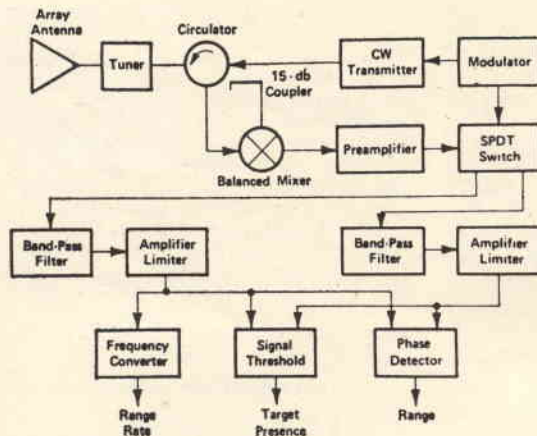 Array
Antenna
Tuner
Circulator
15-db
Coupler
CW
Transmitter
Modulator
Balanced Mixer
Preamplifier
SPDT
Switch
Band-Pass
Filter
Amplifier
Limiter
Band-Pass
Filter
Amplifier
Limiter
Frequency
Converter
Signal
Threshold
Phase
Detector
Range
Rate
Target
Presence
Range